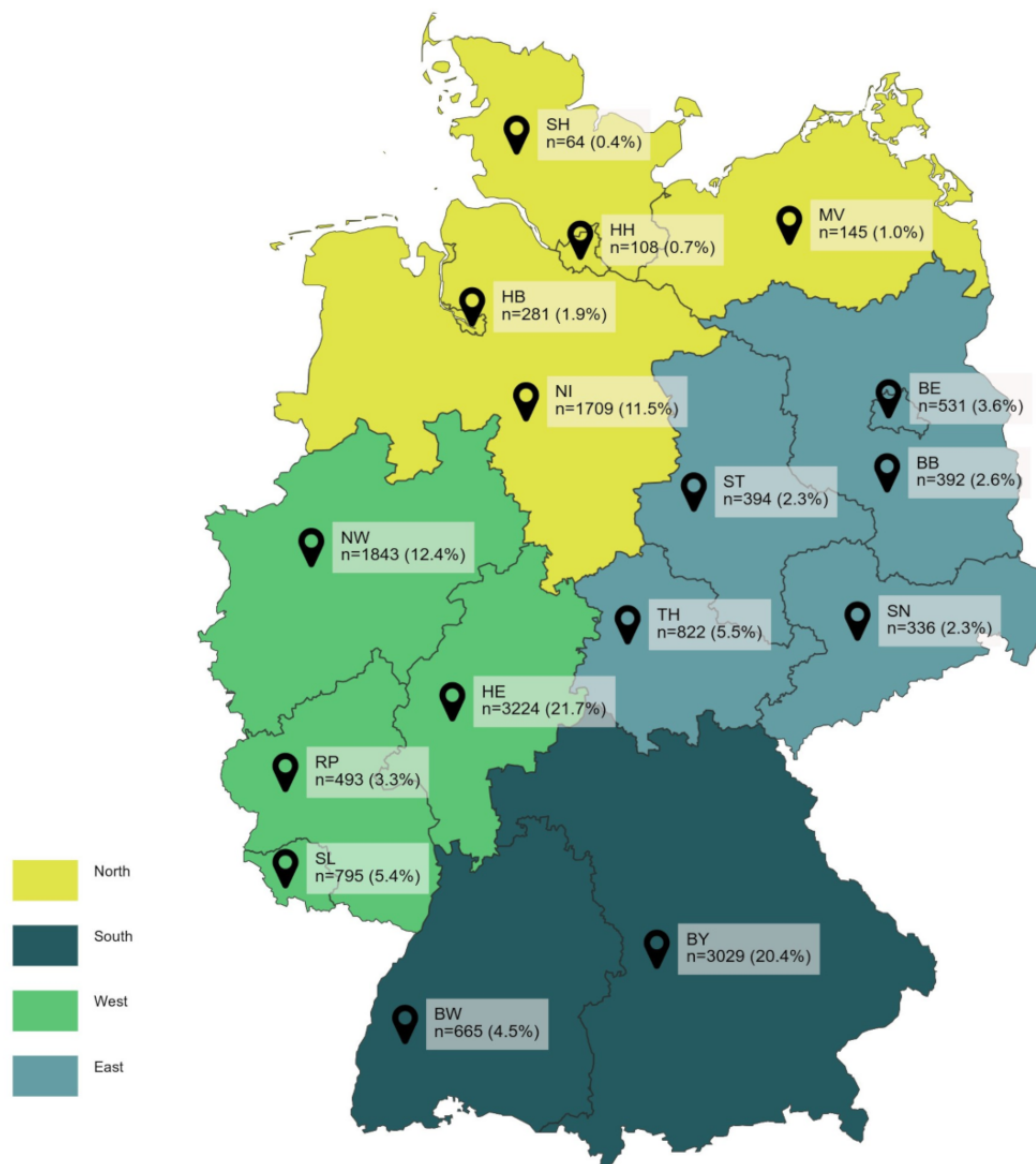 SH
n=64 (0.4%)
MV
n=145 (1.0%)
HH
n=108 (0.7%)
HB
n=281 (1.9%)
NI
n=1709 (11.5%)
BE
n=531 (3.6%)
BB
n=392 (2.6%)
ST
n=394 (2.3%)
NW
n=1843 (12.4%)
TH
n=822 (5.5%)
SN
n=336 (2.3%)
HE
n=3224 (21.7%)
RP
n=493 (3.3%)
SL
n=795 (5.4%)
BY
n=3029 (20.4%)
BW
n=665 (4.5%)
North
South
West
East